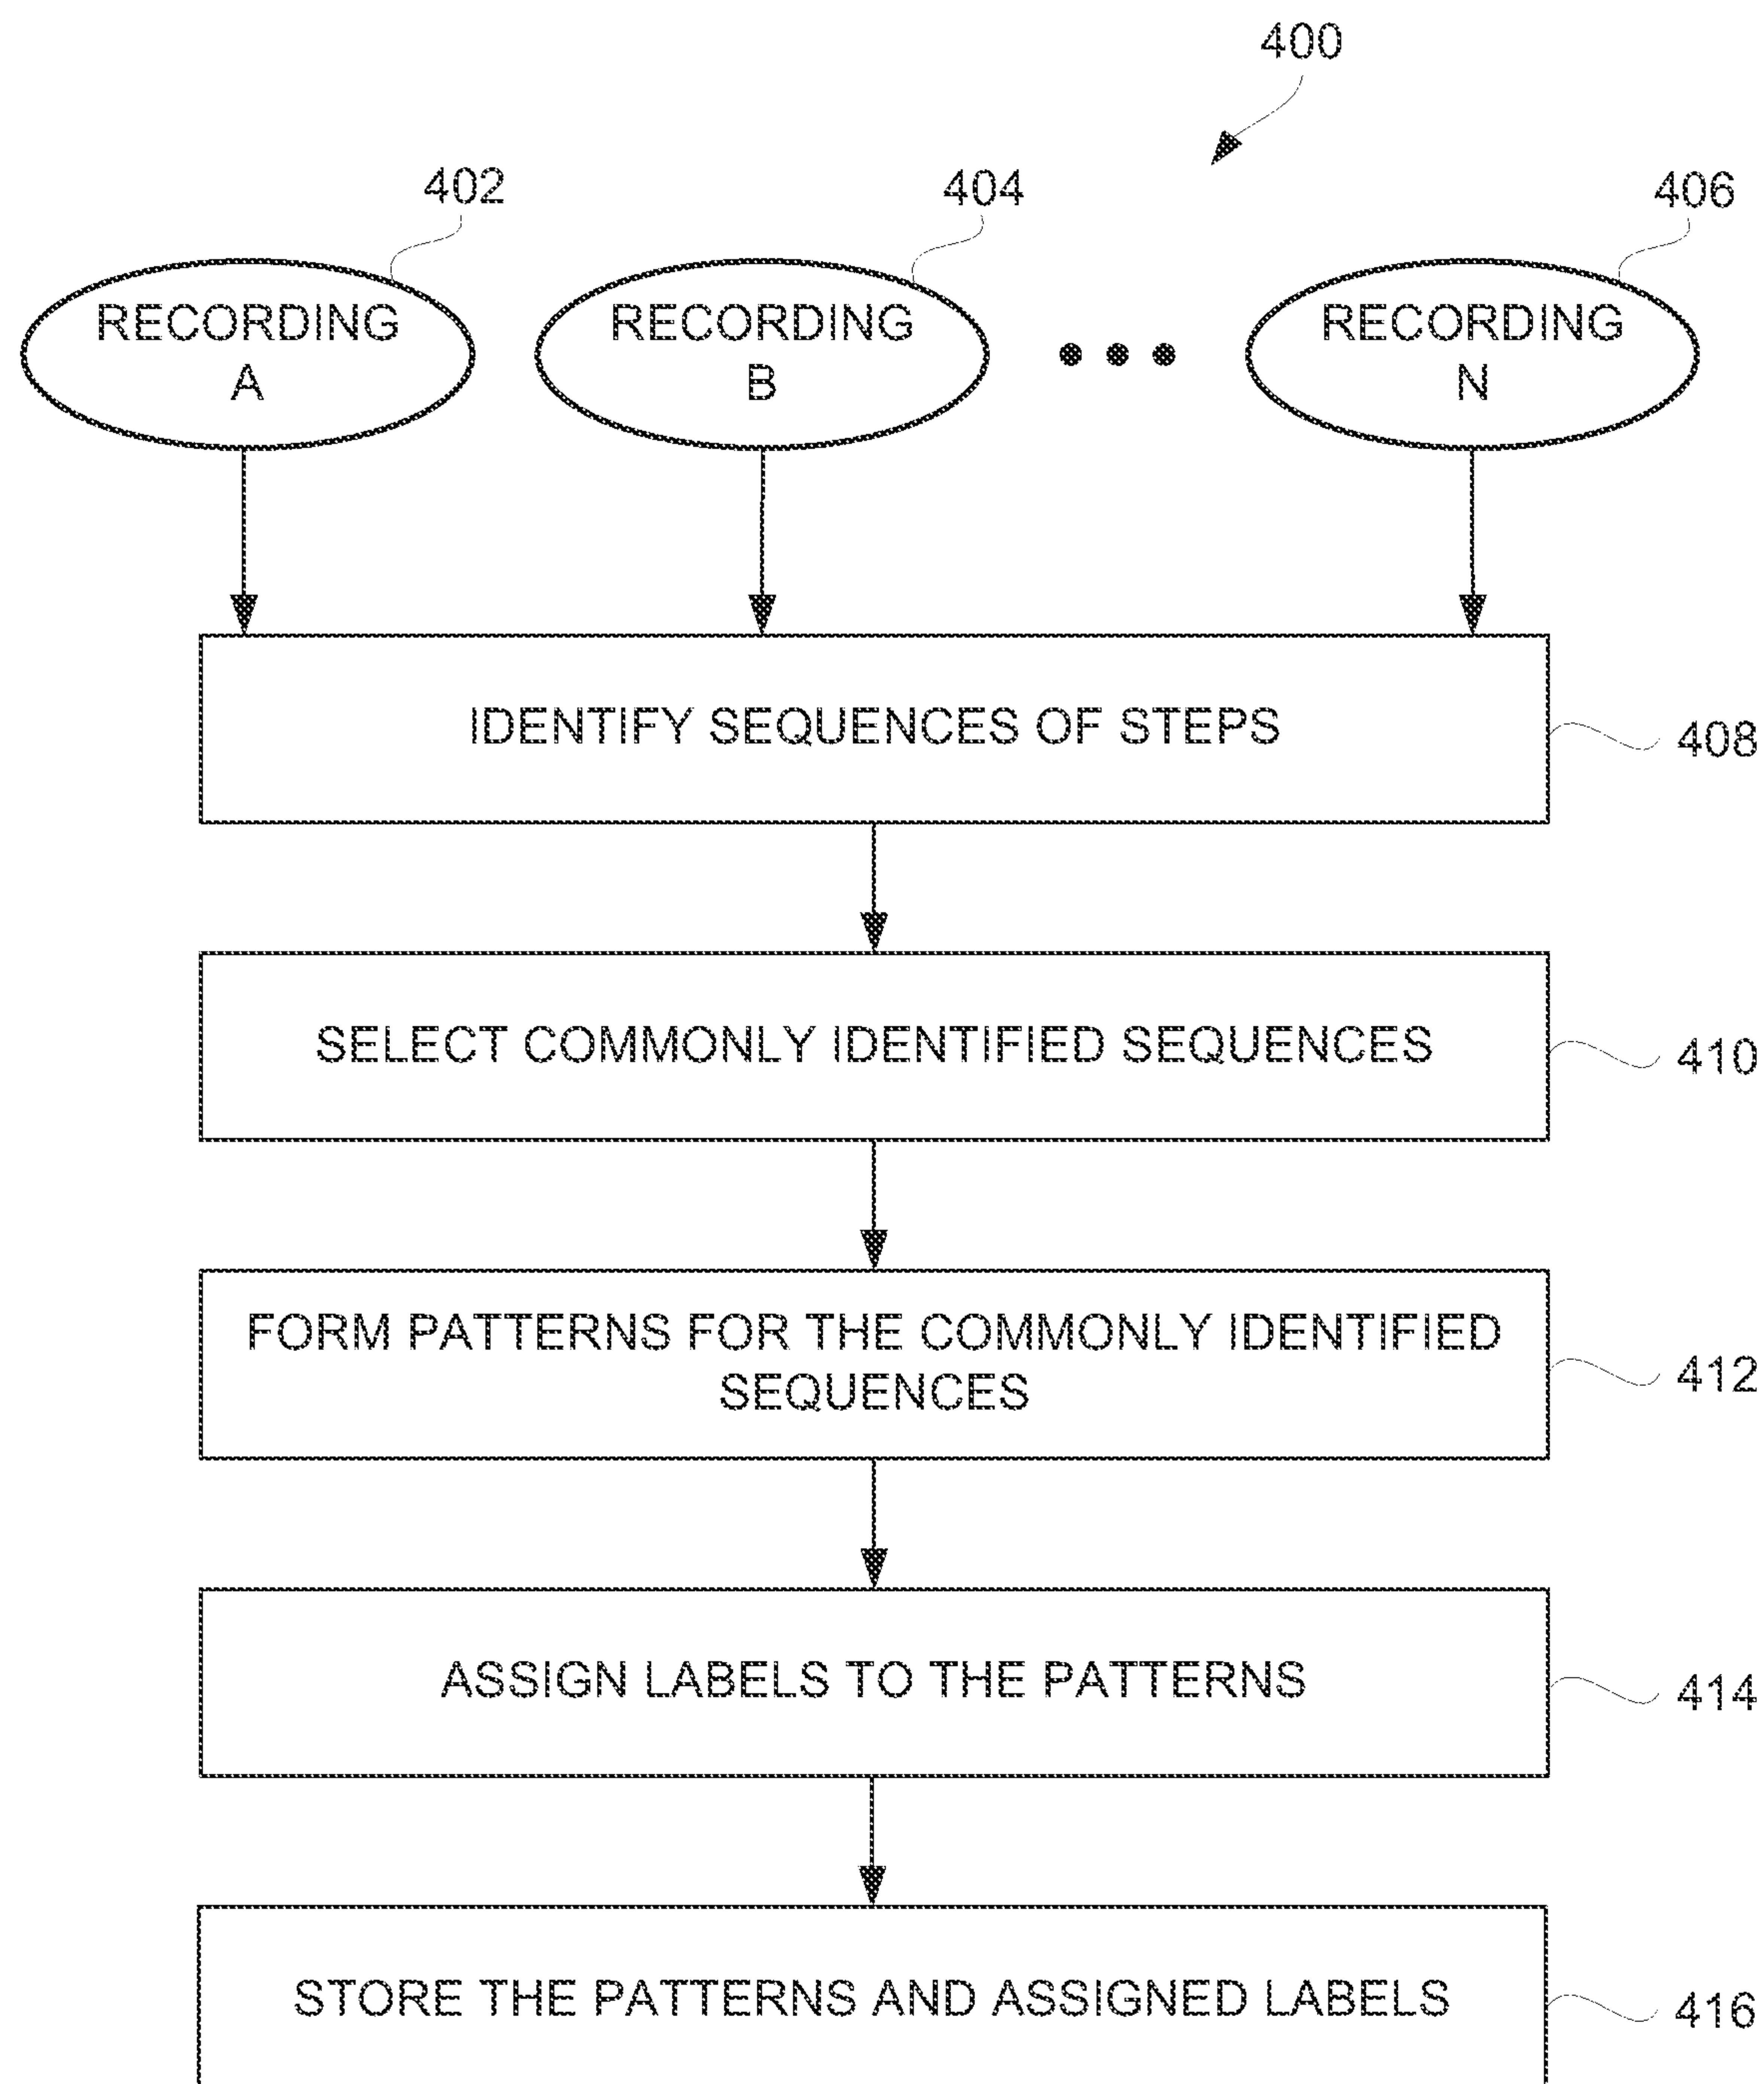 400
402
404
406
RECORDING
A
RECORDING
B
RECORDING
N
IDENTIFY SEQUENCES OF STEPS
408
SELECT COMMONLY IDENTIFIED SEQUENCES
410
FORM PATTERNS FOR THE COMMONLY IDENTIFIED
SEQUENCES
412
ASSIGN LABELS TO THE PATTERNS
414
STORE THE PATTERNS AND ASSIGNED LABELS
416